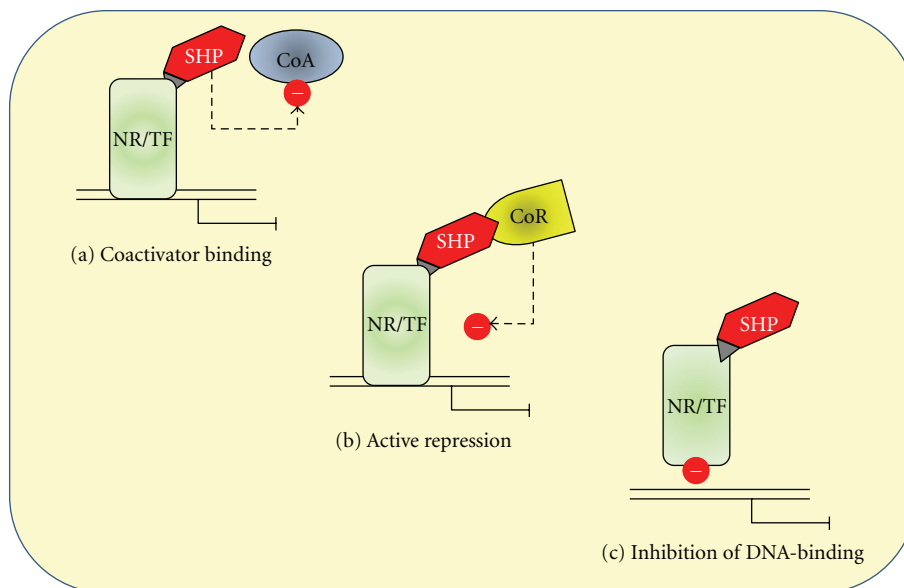 SHP
CoA
−
NR/TF
(a) Coactivator binding
CoR
SHP
NR/TF
−
(b) Active repression
SHP
NR/TF
−
(c) Inhibition of DNA-binding